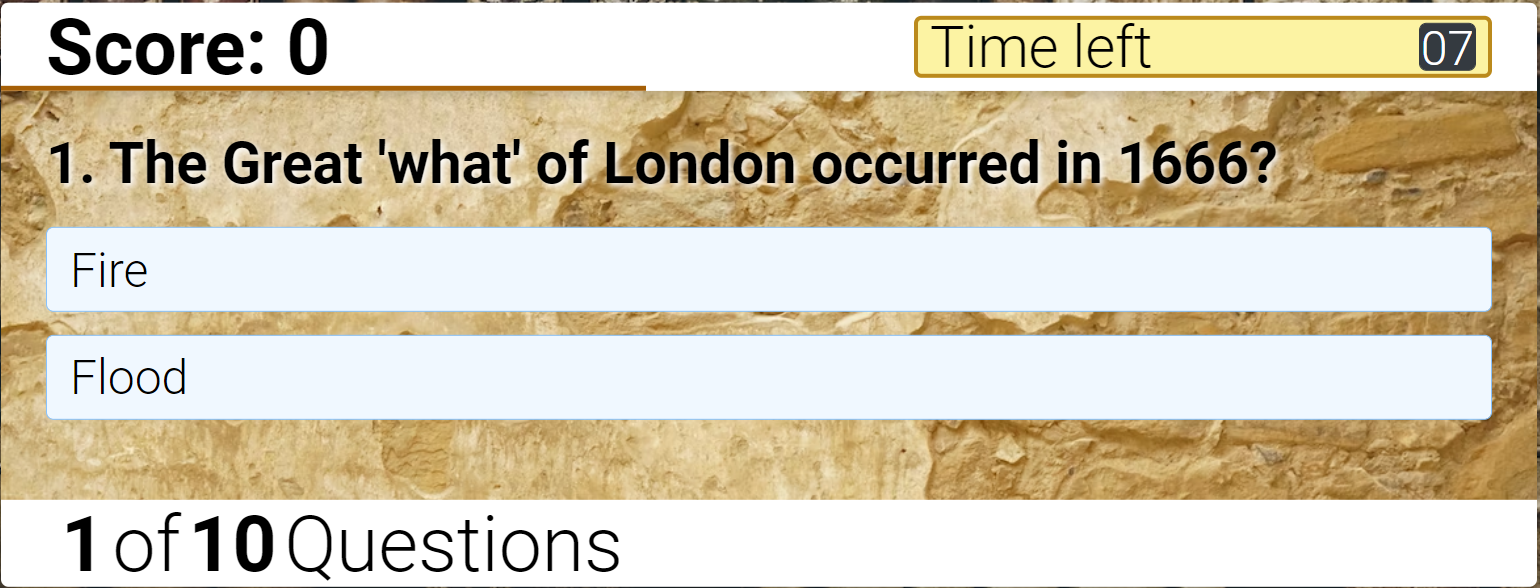 Score: 0
Time left 07
1. The Great 'what' of London occurred in 1666?
Fire
Flood
1 of 10 Questions